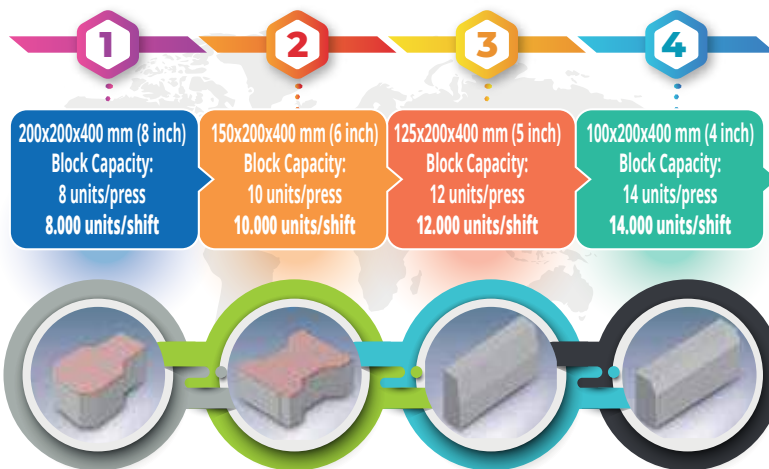 1
2
3
4
200x200x400 mm (8 inch)
Block Capacity:
8 units/press
8.000 units/shift
150x200x400 mm (6 inch)
Block Capacity:
10 units/press
10.000 units/shift
125x200x400 mm (5 inch)
Block Capacity:
12 units/press
12.000 units/shift
100x200x400 mm (4 inch)
Block Capacity:
14 units/press
14.000 units/shift